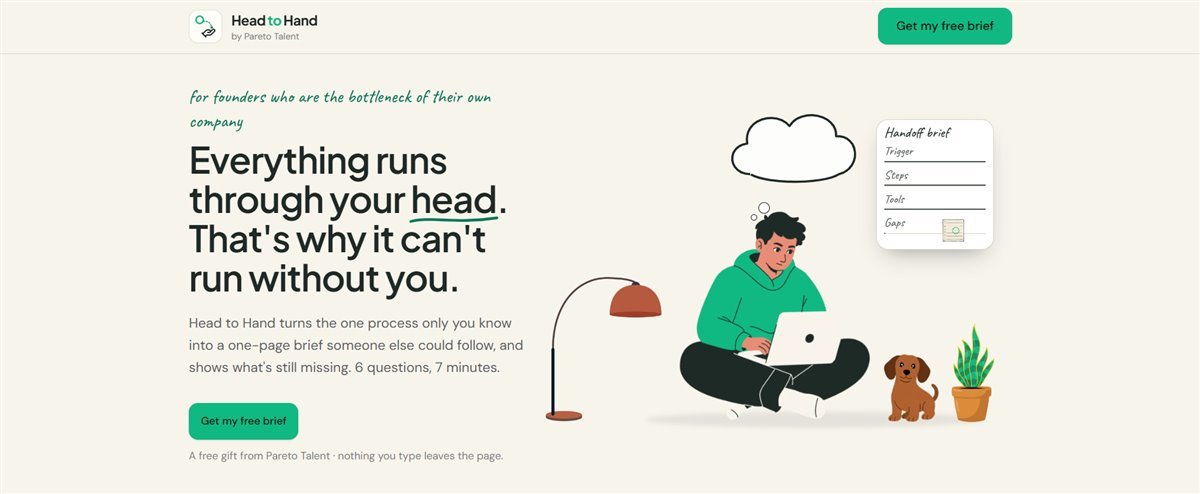 Head to Hand
by Pareto Talent
Get my free brief
for founders who are the bottleneck of their own
company
Everything runs
through your head.
That's why it can't
run without you.
Head to Hand turns the one process only you know
into a one-page brief someone else could follow, and
shows what's still missing. 6 questions, 7 minutes.
Get my free brief
A free gift from Pareto Talent · nothing you type leaves the page.
Handoff brief
Trigger
Steps
Tools
Gaps